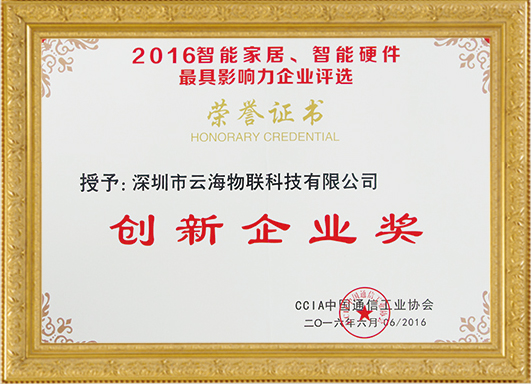 2016智能家居、智能硬件
最具影响力企业评选
荣誉证书
HONORARY CREDENTIAL
授予:深圳市云海物联科技有限公司
创新企业奖
CCIA中国通信工业协会
二〇一六年六月 06/2016